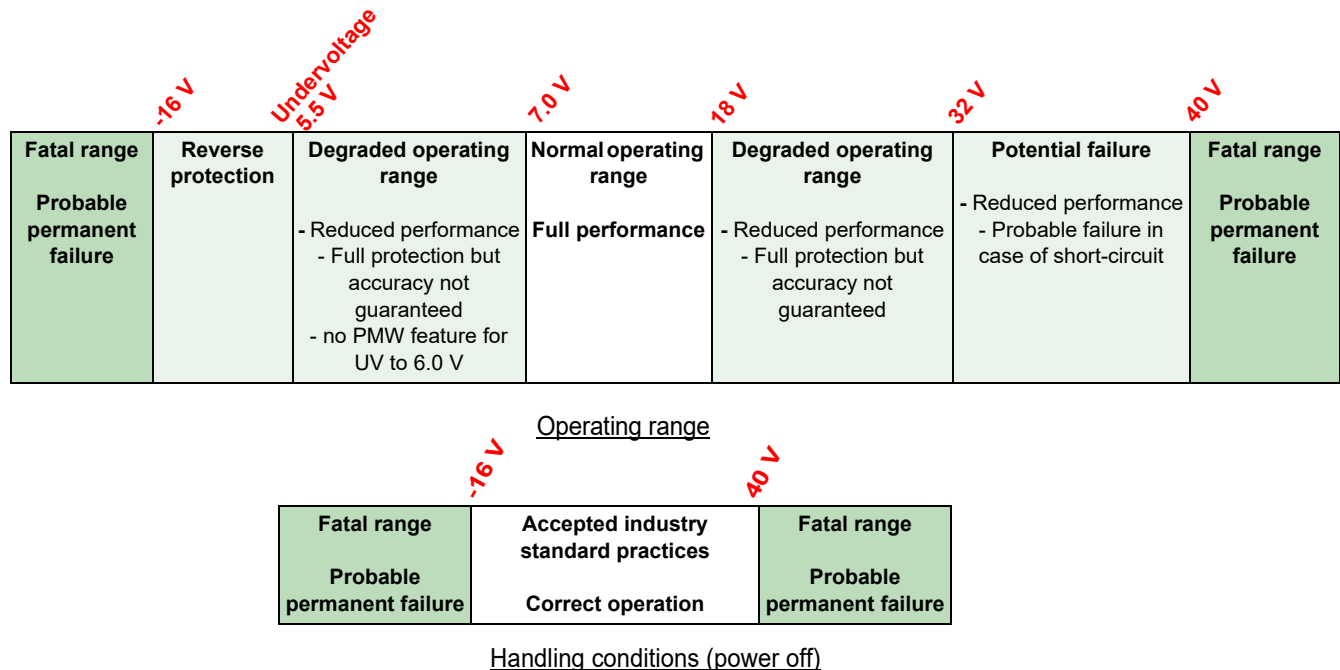 -16 V
Undervoltage
5.5 V
7.0 V
18 V
32 V
40 V
Fatal range
Probable
permanent
failure
Reverse
protection
Degraded operating
range
- Reduced performance
- Full protection but
accuracy not
guaranteed
- no PMW feature for
UV to 6.0 V
Normal operating
range
Full performance
Degraded operating
range
- Reduced performance
- Full protection but
accuracy not
guaranteed
Potential failure
- Reduced performance
- Probable failure in
case of short-circuit
Fatal range
Probable
permanent
failure
Operating range
-16 V
40 V
Fatal range
Probable
permanent failure
Accepted industry
standard practices
Correct operation
Fatal range
Probable
permanent failure
Handling conditions (power off)